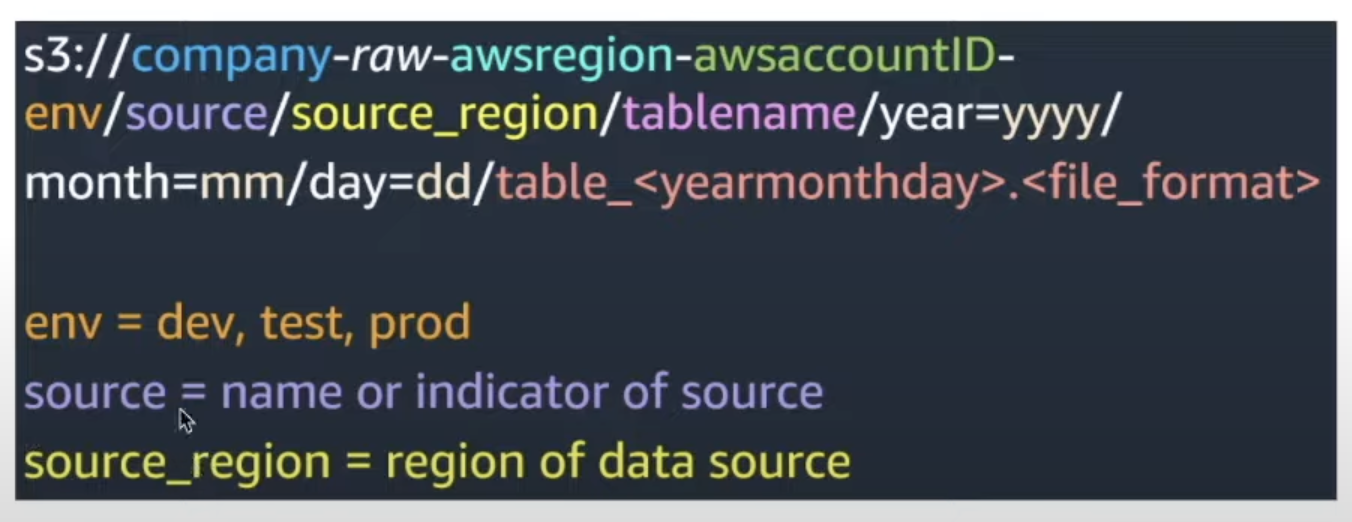 s3://company-raw-awsregion-awsaccountID-
env/source/source_region/tablename/year=yyyy/
month=mm/day=dd/table_<yearmonthday>.<file_format>
env = dev, test, prod
source = name or indicator of source
source_region = region of data source